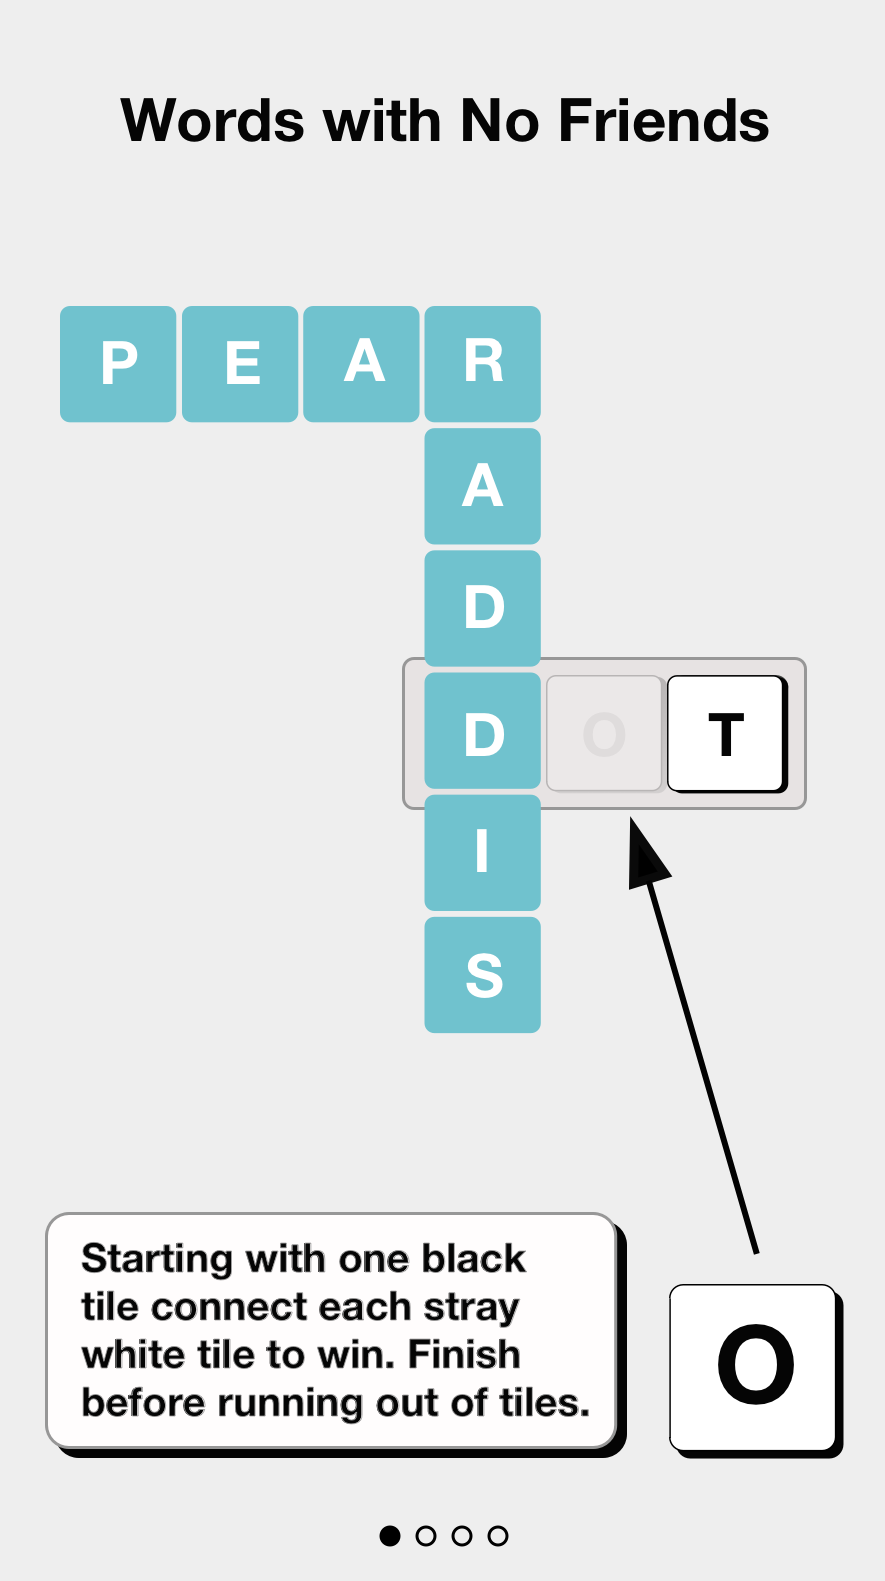 Words with No Friends
P E A R
A
D
D O T
I
S
Starting with one black
tile connect each stray
white tile to win. Finish
before running out of tiles.
O